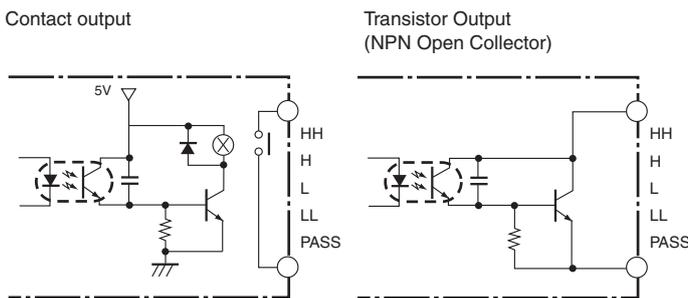 Contact output
Transistor Output
(NPN Open Collector)
5V
HH
H
L
LL
PASS
HH
H
L
LL
PASS